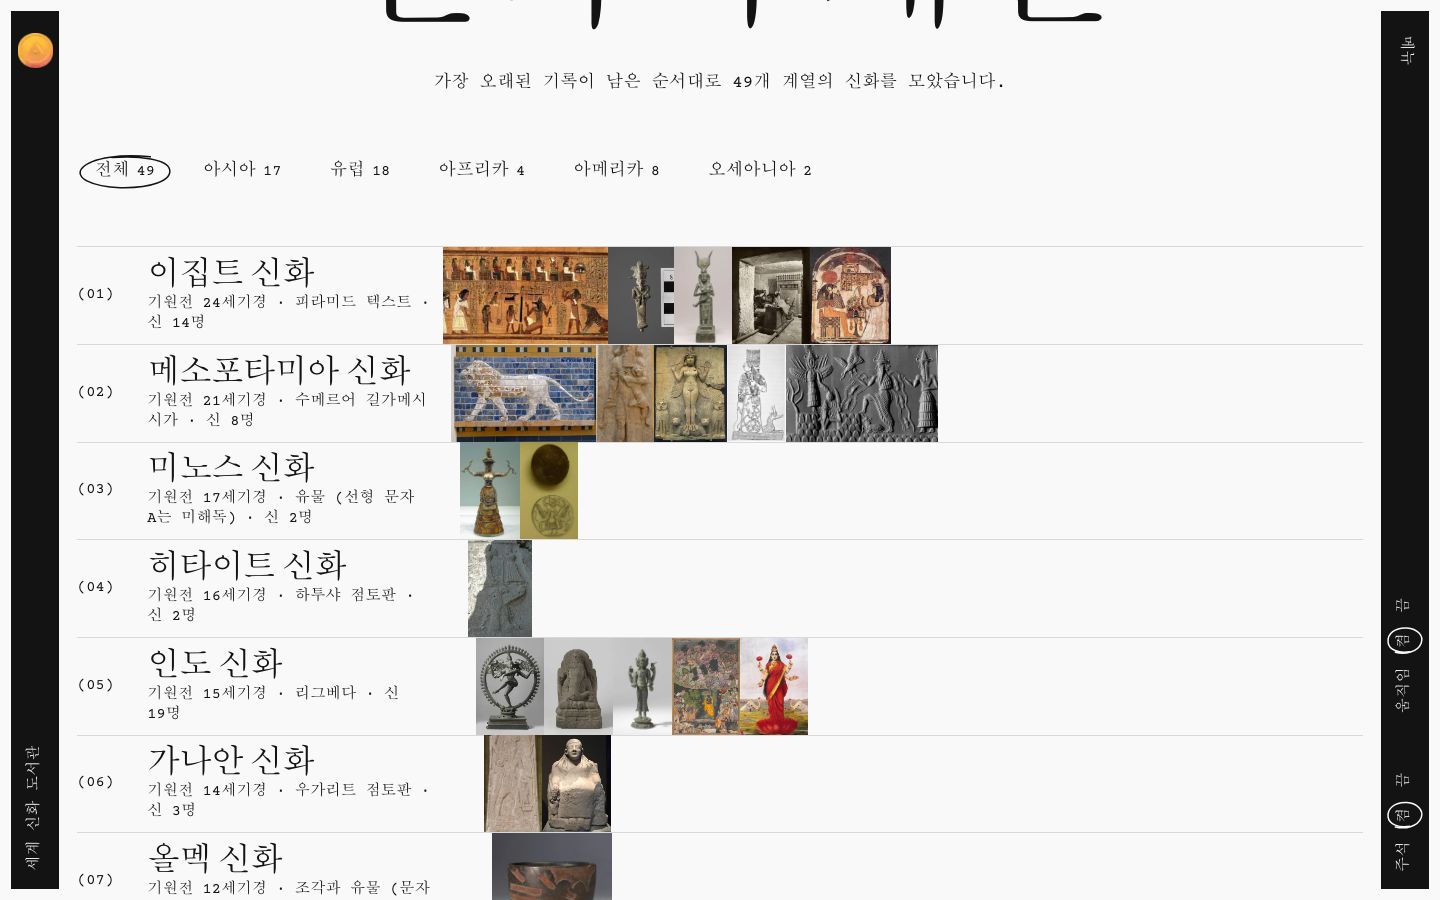 가장 오래된 기록이 남은 순서대로 49개 계열의 신화를 모았습니다.
전체 49 아시아 17 유럽 18 아프리카 4 아메리카 8 오세아니아 2
(01)
이집트 신화
기원전 24세기경 · 피라미드 텍스트 ·
신 14명
(02)
메소포타미아 신화
기원전 21세기경 · 수메르어 길가메시
시가 · 신 8명
(03)
미노스 신화
기원전 17세기경 · 유물 (선형 문자
A는 미해독) · 신 2명
(04)
히타이트 신화
기원전 16세기경 · 하투샤 점토판 ·
신 2명
(05)
인도 신화
기원전 15세기경 · 리그베다 · 신
19명
(06)
가나안 신화
기원전 14세기경 · 우가리트 점토판 ·
신 3명
(07)
올멕 신화
기원전 12세기경 · 조각과 유물 (문자
세계 신화 도서관
메뉴
움직임 켬 끔
주석 켬 끔